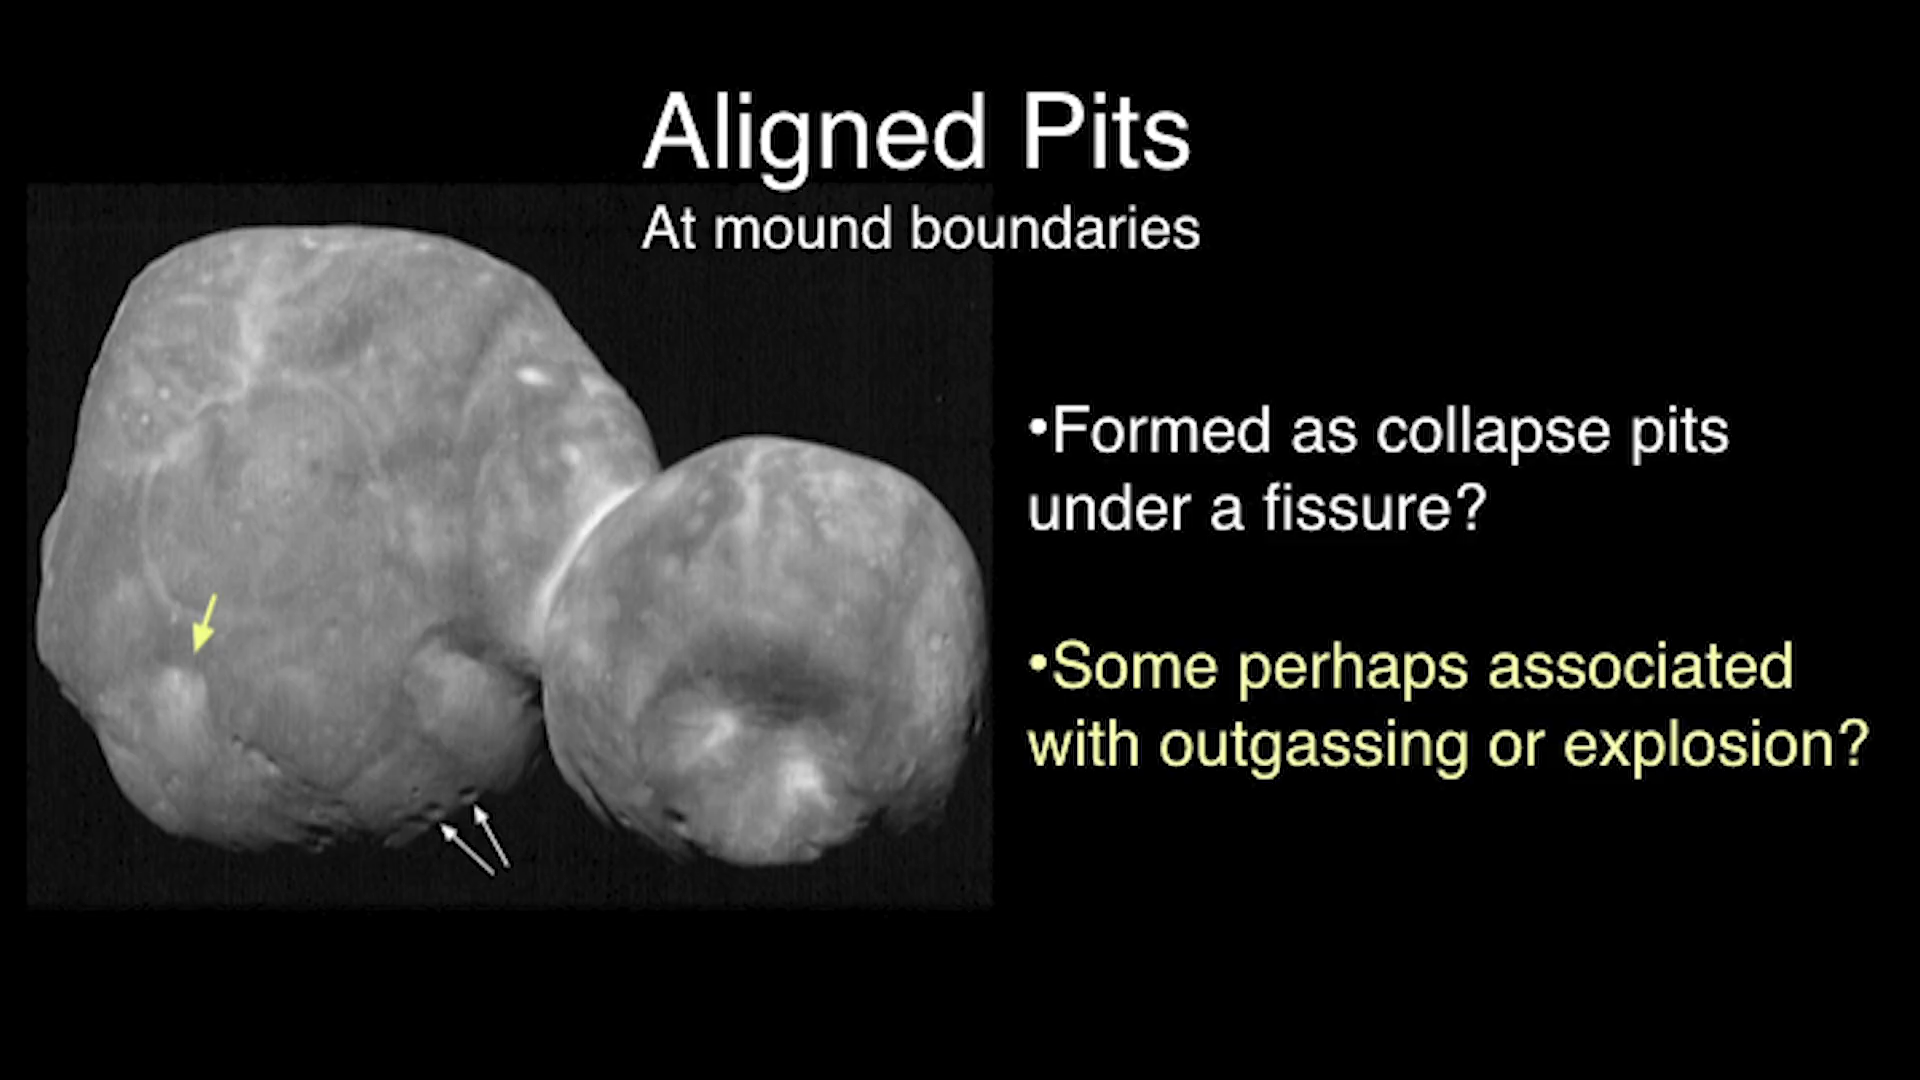 Aligned Pits
At mound boundaries
•Formed as collapse pits
under a fissure?
•Some perhaps associated
with outgassing or explosion?